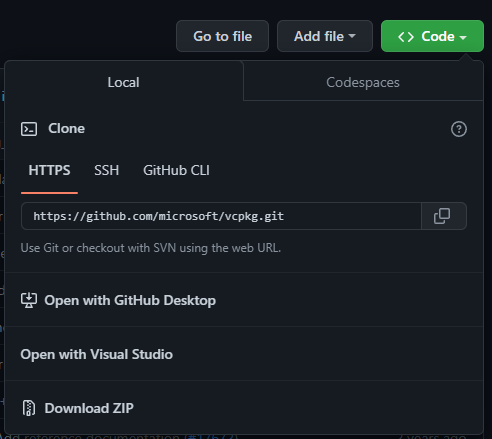 Go to file Add file Code
Local Codespaces
Clone
HTTPS SSH GitHub CLI
https://github.com/microsoft/vcpkg.git
Use Git or checkout with SVN using the web URL.
Open with GitHub Desktop
Open with Visual Studio
Download ZIP